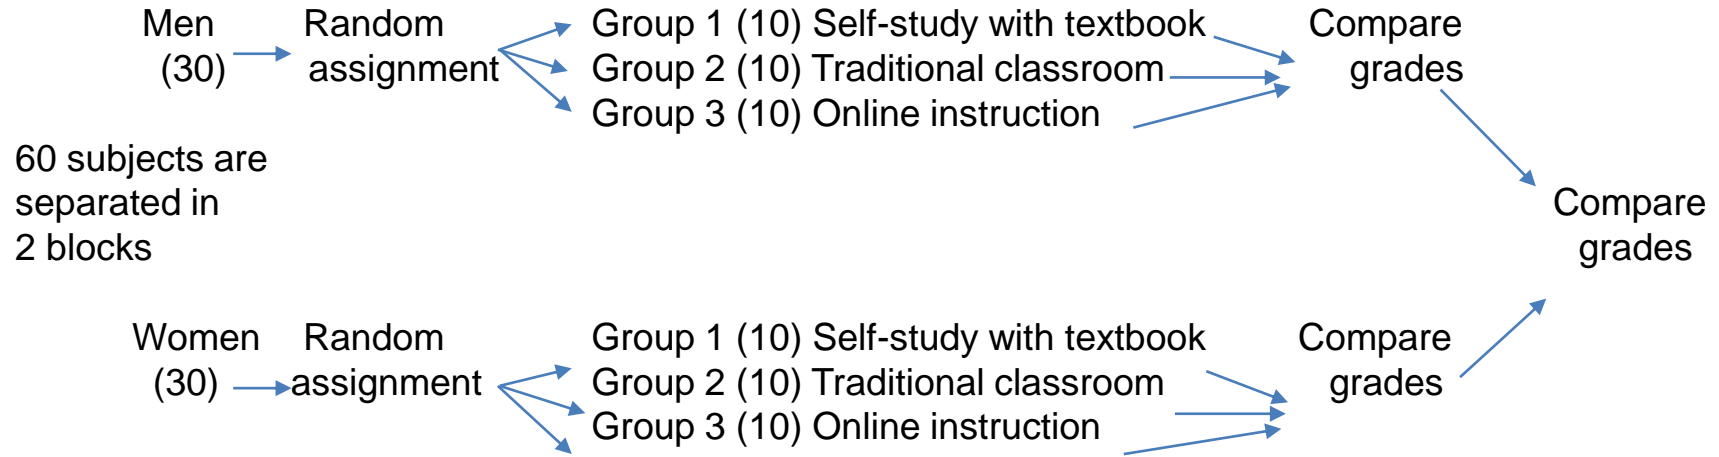 Men Random Group 1 (10) Self-study with textbook Compare
(30) assignment Group 2 (10) Traditional classroom grades
Group 3 (10) Online instruction
60 subjects are
separated in
2 blocks
Compare
grades
Women Random Group 1 (10) Self-study with textbook Compare
(30) assignment Group 2 (10) Traditional classroom grades
Group 3 (10) Online instruction